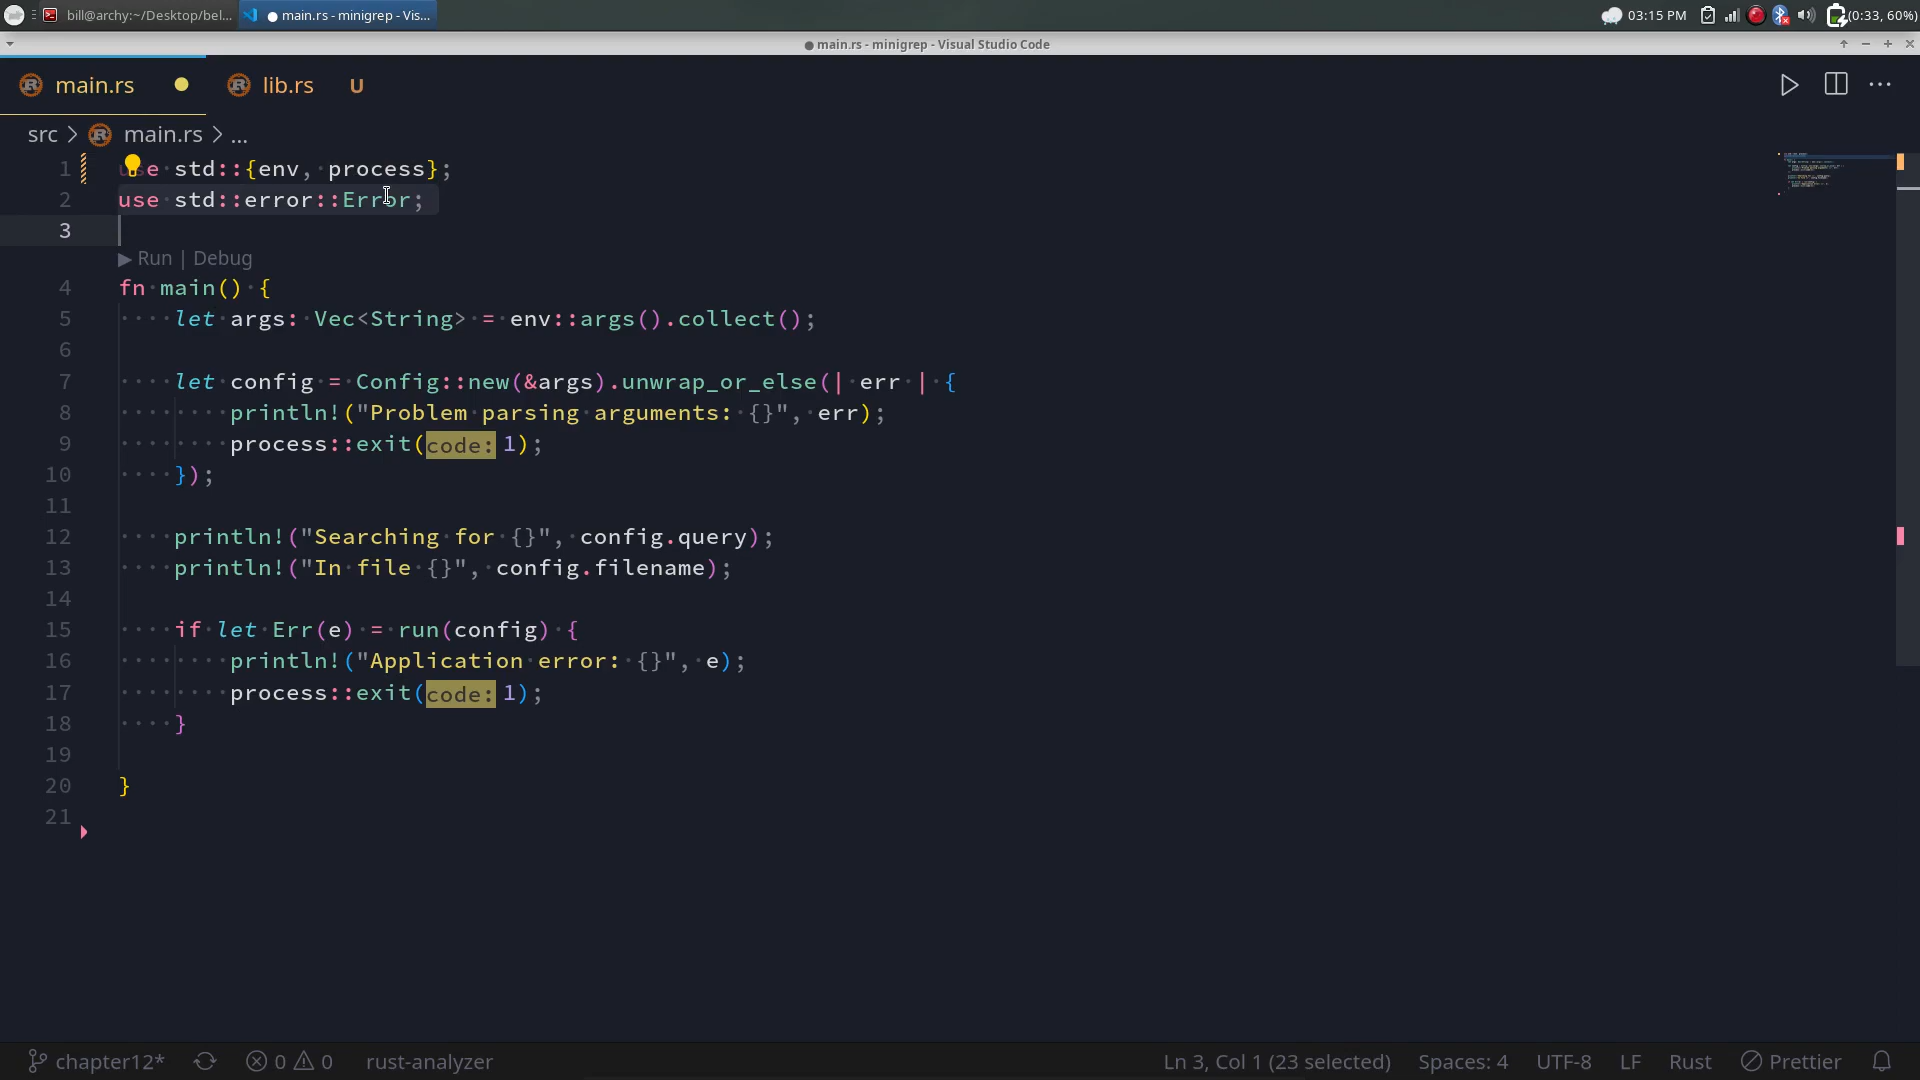 bill@archy:~/Desktop/bel...
● main.rs - minigrep - Vis...
03:15 PM
(0:33, 60%)
● main.rs - minigrep - Visual Studio Code
main.rs ●
lib.rs U
src > main.rs > ...
1 use std::{env, process};
2 use std::error::Error;
3
▶ Run | Debug
4 fn main() {
5 let args: Vec<String> = env::args().collect();
6
7 let config = Config::new(&args).unwrap_or_else(| err | {
8 println!("Problem parsing arguments: {}", err);
9 process::exit(code: 1);
10 });
11
12 println!("Searching for {}", config.query);
13 println!("In file {}", config.filename);
14
15 if let Err(e) = run(config) {
16 println!("Application error: {}", e);
17 process::exit(code: 1);
18 }
19
20 }
21
chapter12* 0 0 rust-analyzer Ln 3, Col 1 (23 selected) Spaces: 4 UTF-8 LF Rust Prettier